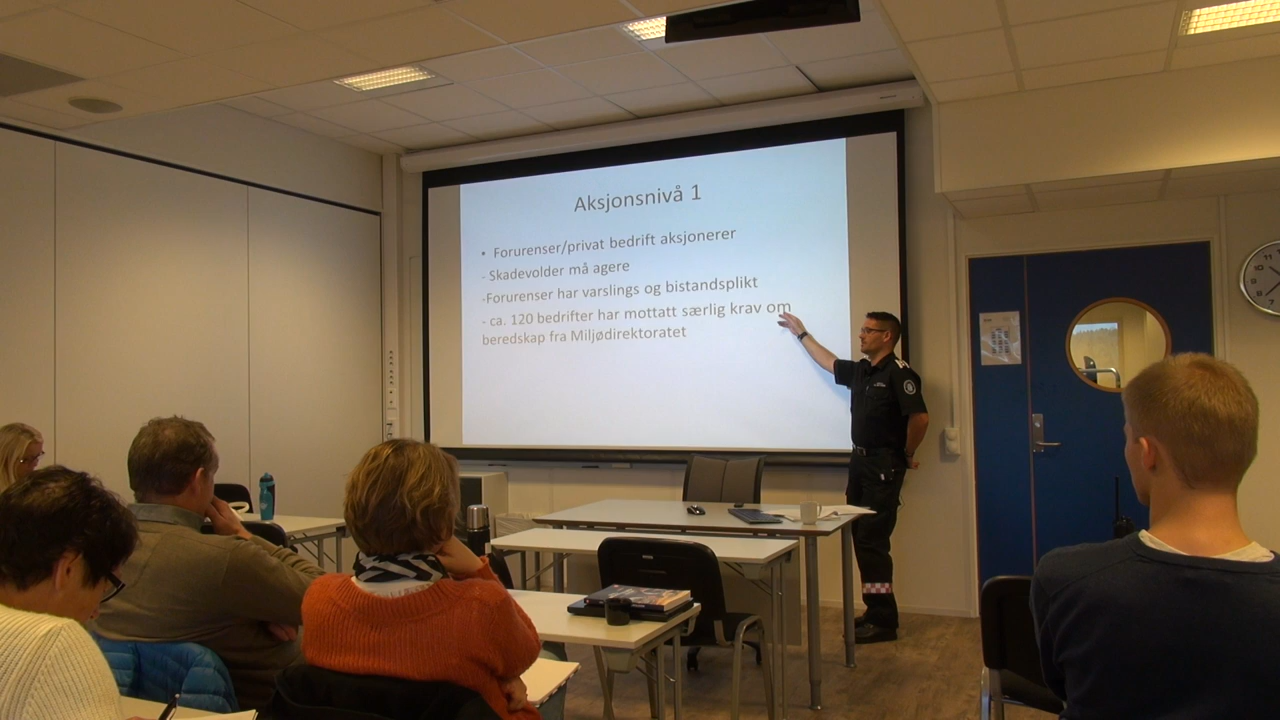 Aksjonsnivå 1
• Forurenser/privat bedrift aksjonerer
- Skadevolder må agere
-Forurenser har varslings og bistandsplikt
- ca. 120 bedrifter har mottatt særlig krav om
beredskap fra Miljødirektoratet